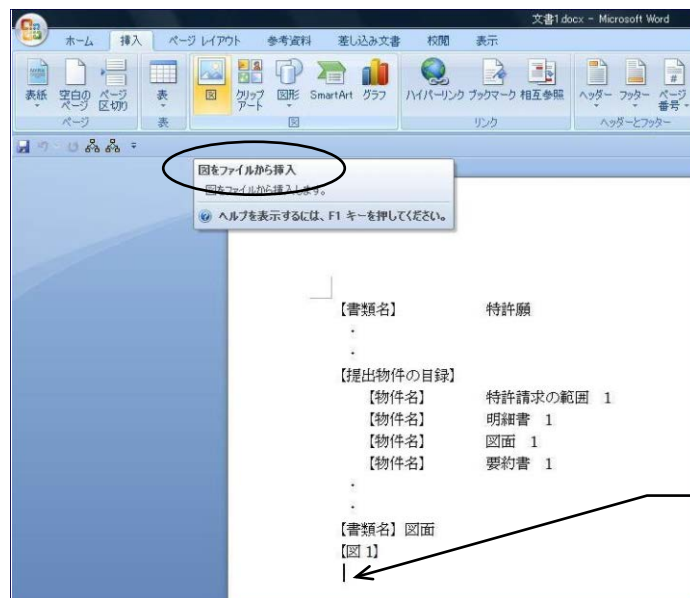 文書1.docx - Microsoft Word
ホーム 挿入 ページ レイアウト 参考資料 差し込み文書 校閲 表示
表紙 空白の ページ 区切り 表 図 クリップ アート 図形 SmartArt グラフ ハイパーリンク ブックマーク 相互参照 ヘッダー フッター ページ 番号
ページ 表 図 リンク ヘッダーとフッター
図をファイルから挿入
図をファイルから挿入します。
ヘルプを表示するには、F1 キーを押してください。
【書類名】 特許願
・
・
【提出物件の目録】
【物件名】 特許請求の範囲 1
【物件名】 明細書 1
【物件名】 図面 1
【物件名】 要約書 1
・
・
【書類名】図面
【図 1】